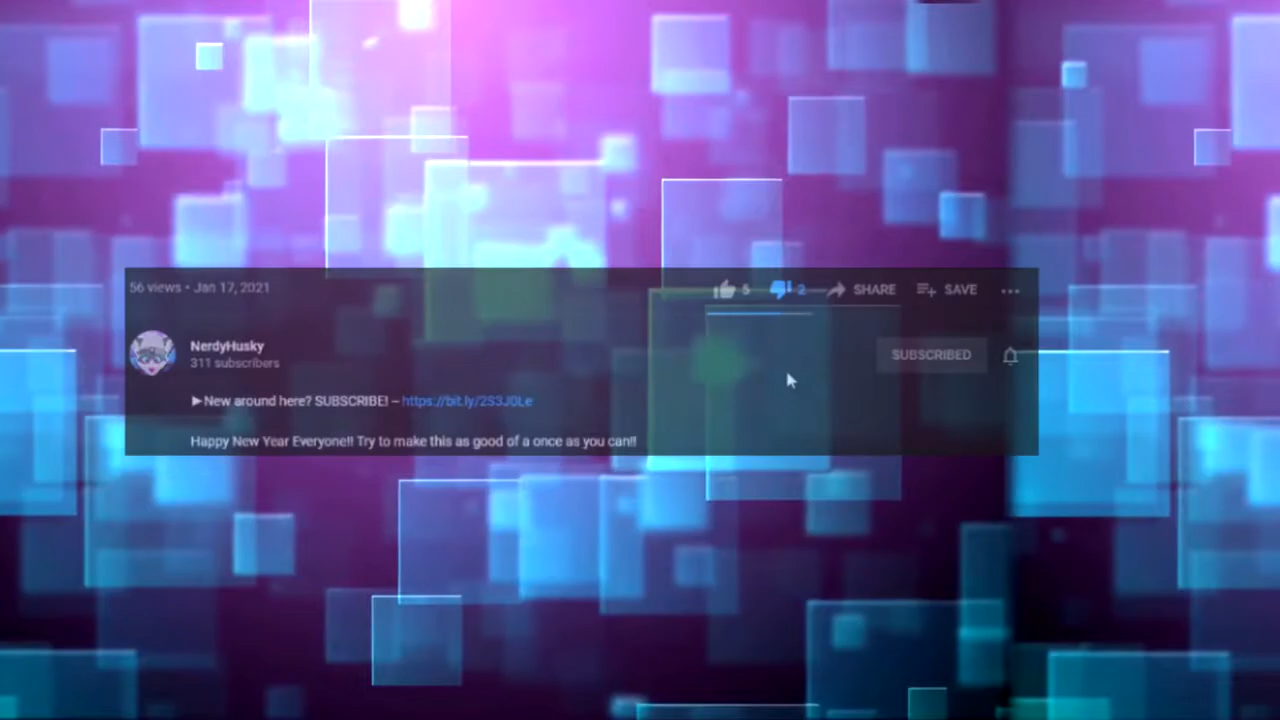 56 views • Jan 17, 2021
5 2 SHARE SAVE
NerdyHusky
311 subscribers
SUBSCRIBED
►New around here? SUBSCRIBE! – https://bit.ly/2S3J0Le
Happy New Year Everyone!! Try to make this as good of a once as you can!!